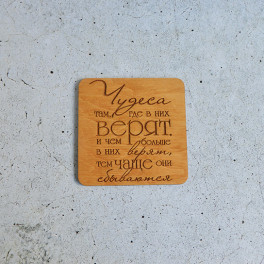 Чудеса
там, где в них
верят.
и чем больше
в них верят,
тем чаще они
сбываются